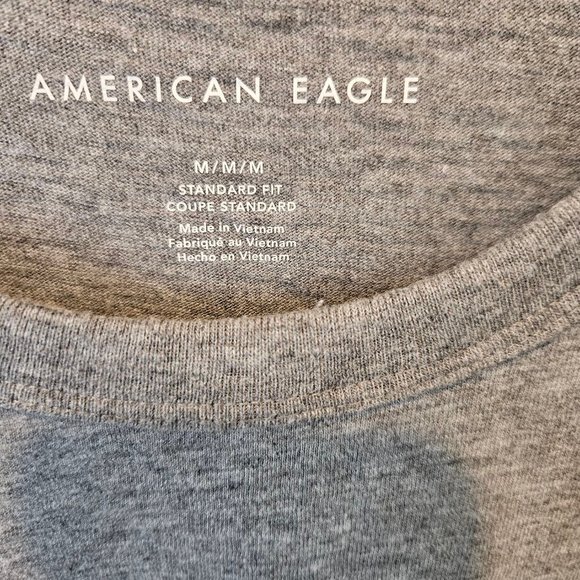 AMERICAN EAGLE
M/M/M
STANDARD FIT
COUPE STANDARD
Made in Vietnam
Fabriqué au Vietnam
Hecho en Vietnam